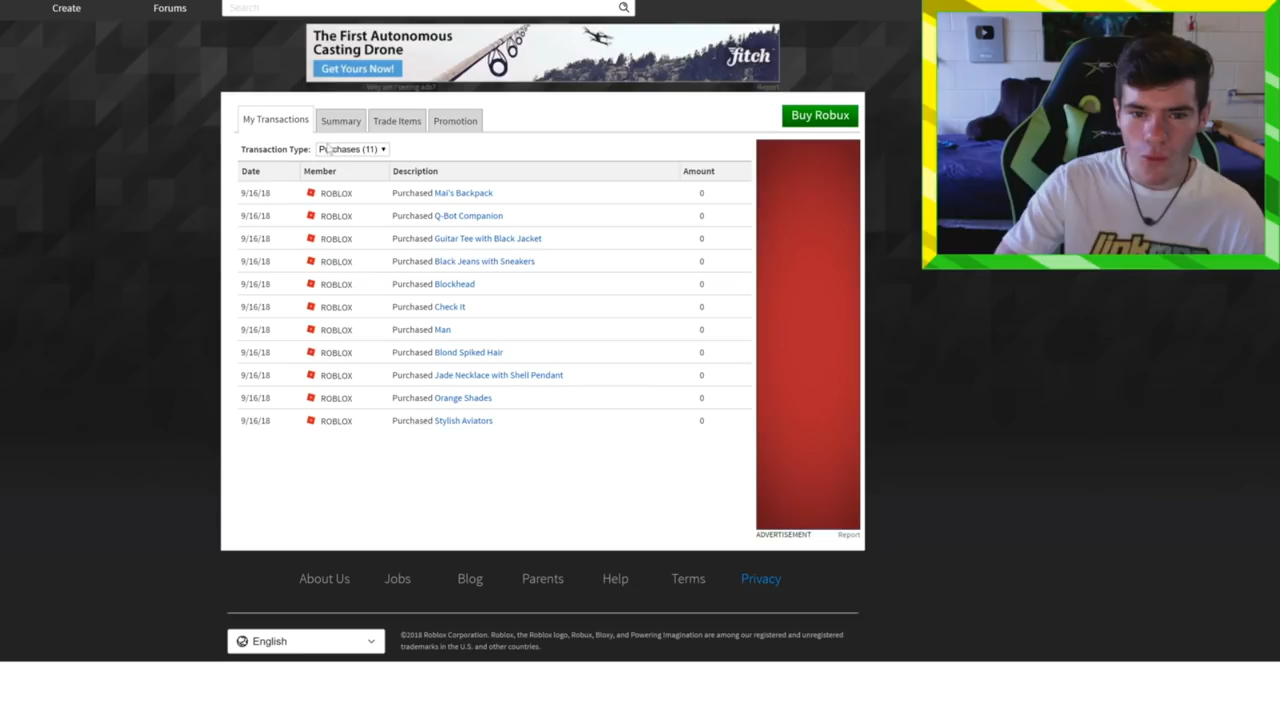 Create Forums Search
The First Autonomous
Casting Drone
Get Yours Now!
fitch
Why am I seeing ads? Report
My Transactions Summary Trade Items Promotion Buy Robux
Transaction Type: Purchases (11)
Date Member Description Amount
9/16/18 ROBLOX Purchased Mai's Backpack 0
9/16/18 ROBLOX Purchased Q-Bot Companion 0
9/16/18 ROBLOX Purchased Guitar Tee with Black Jacket 0
9/16/18 ROBLOX Purchased Black Jeans with Sneakers 0
9/16/18 ROBLOX Purchased Blockhead 0
9/16/18 ROBLOX Purchased Check It 0
9/16/18 ROBLOX Purchased Man 0
9/16/18 ROBLOX Purchased Blond Spiked Hair 0
9/16/18 ROBLOX Purchased Jade Necklace with Shell Pendant 0
9/16/18 ROBLOX Purchased Orange Shades 0
9/16/18 ROBLOX Purchased Stylish Aviators 0
ADVERTISEMENT Report
About Us Jobs Blog Parents Help Terms Privacy
English
©2018 Roblox Corporation. Roblox, the Roblox logo, Robux, Bloxy, and Powering Imagination are among our registered and unregistered
trademarks in the U.S. and other countries.